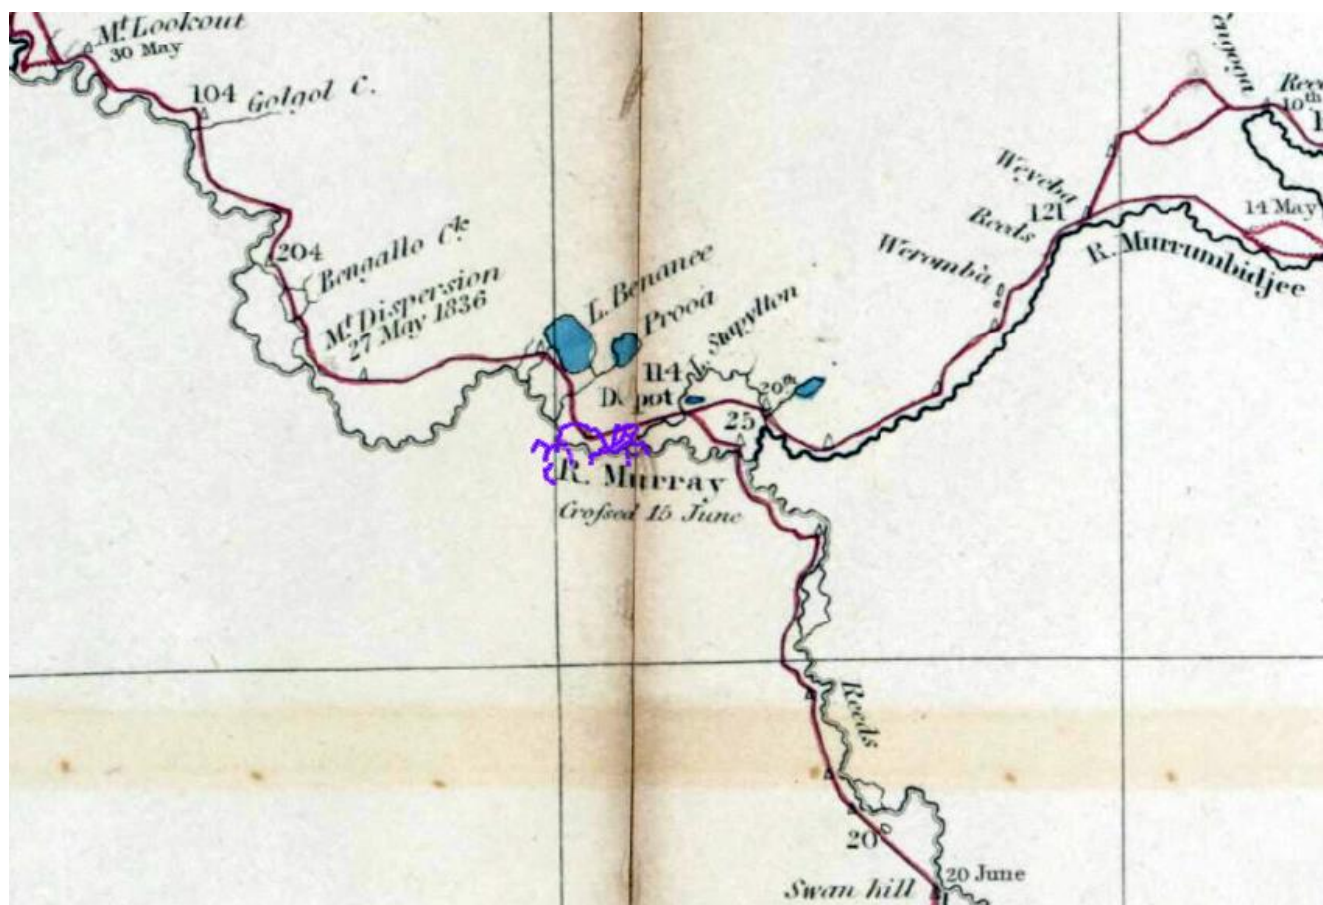 Mt. Lookout
30 May
104
Golgol C.
204
Bengallo Ck
Mt. Dispersion
27 May 1836
L. Benanee
Prooa
L. Stapylton
114
Depot
20th
25
R. Murray
Crofsed 15 June
Weromba
Reeds
Weyeba
121
R. Murrumbidjee
14 May
10th
Reeds
20
20 June
Swan hill